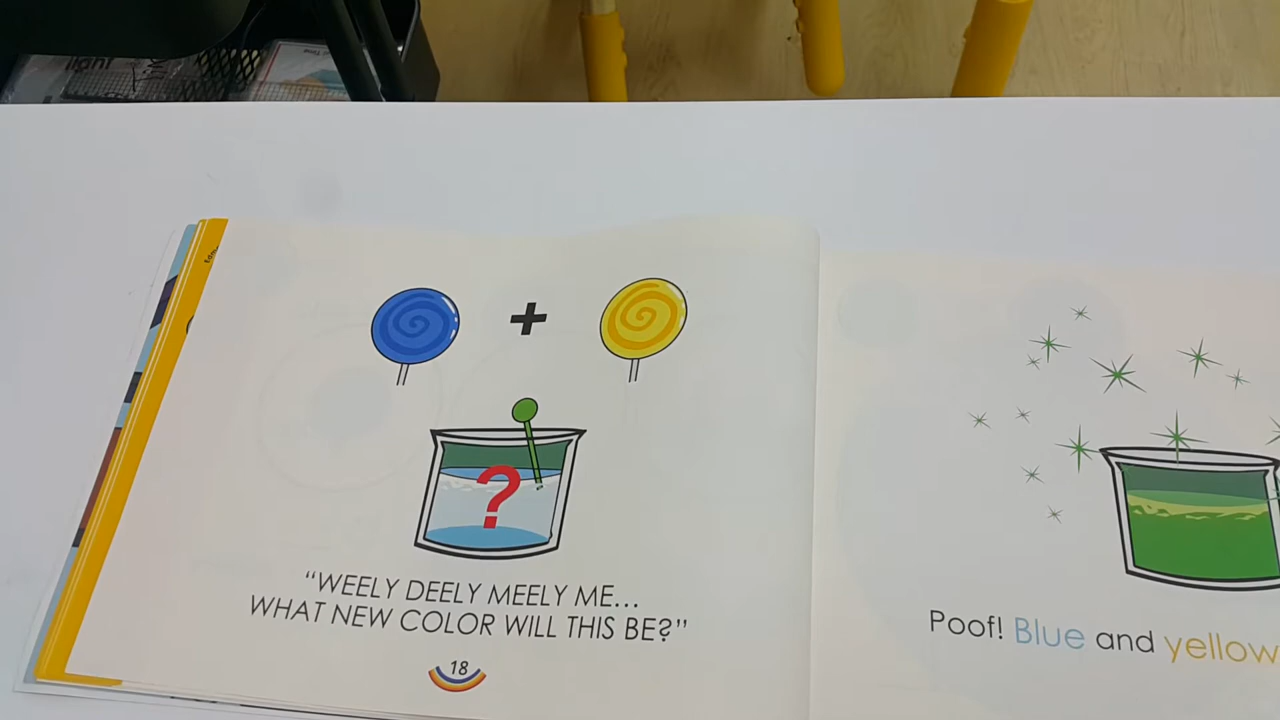 +
?
“WEELY DEELY MEELY ME...
WHAT NEW COLOR WILL THIS BE?”
18
Poof! Blue and yellow